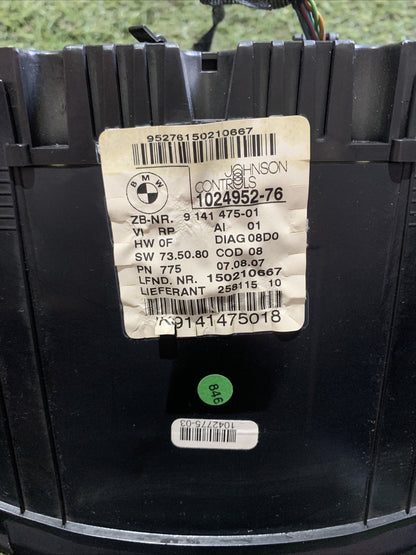 95276150210667
BMW
JOHNSON
CONTROLS
1024952-76
ZB-NR. 9 141 475-01
VI RP AI 01
HW 0F DIAG 08D0
SW 73.50.80 COD 08
PN 775 07.08.07
LFND. NR. 150210667
LIEFERANT 258115 10
9141475018
846
1042775-03